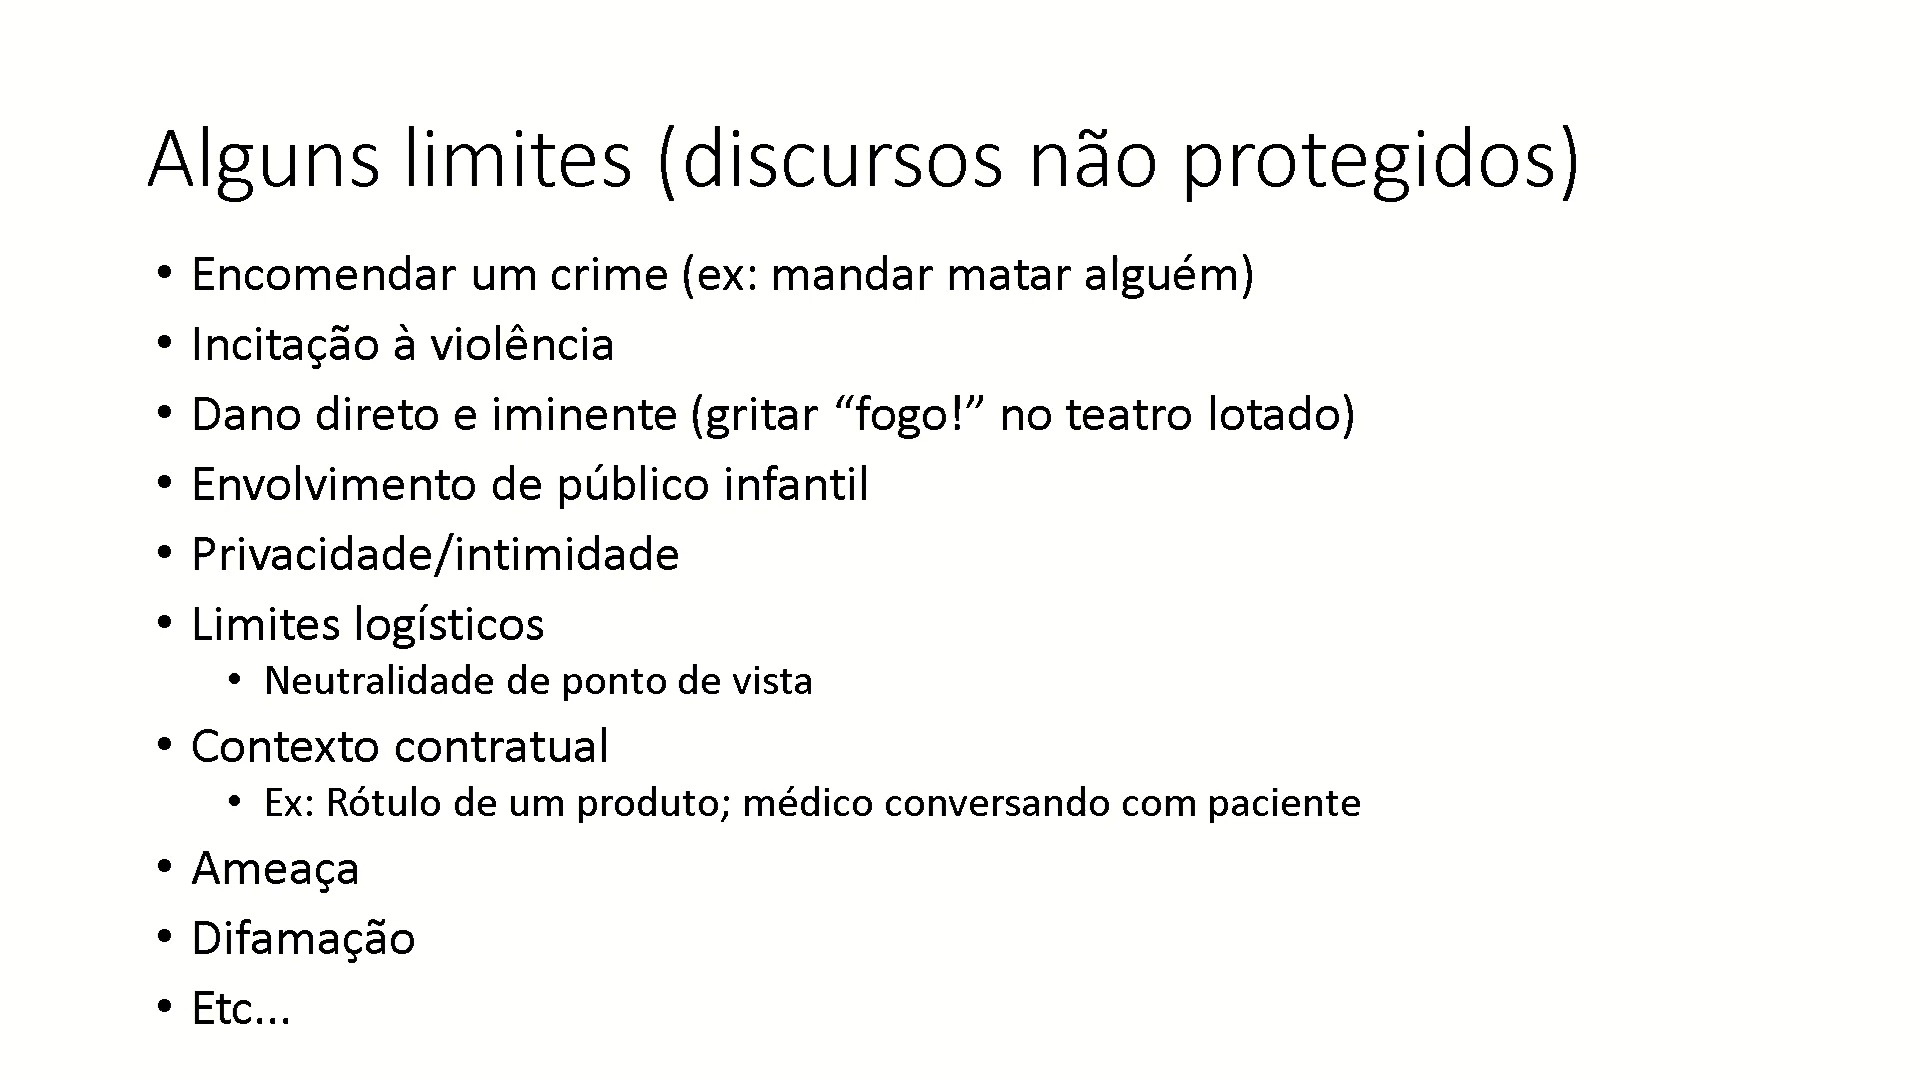 Alguns limites (discursos não protegidos)
• Encomendar um crime (ex: mandar matar alguém)
• Incitação à violência
• Dano direto e iminente (gritar “fogo!” no teatro lotado)
• Envolvimento de público infantil
• Privacidade/intimidade
• Limites logísticos
• Neutralidade de ponto de vista
• Contexto contratual
• Ex: Rótulo de um produto; médico conversando com paciente
• Ameaça
• Difamação
• Etc...